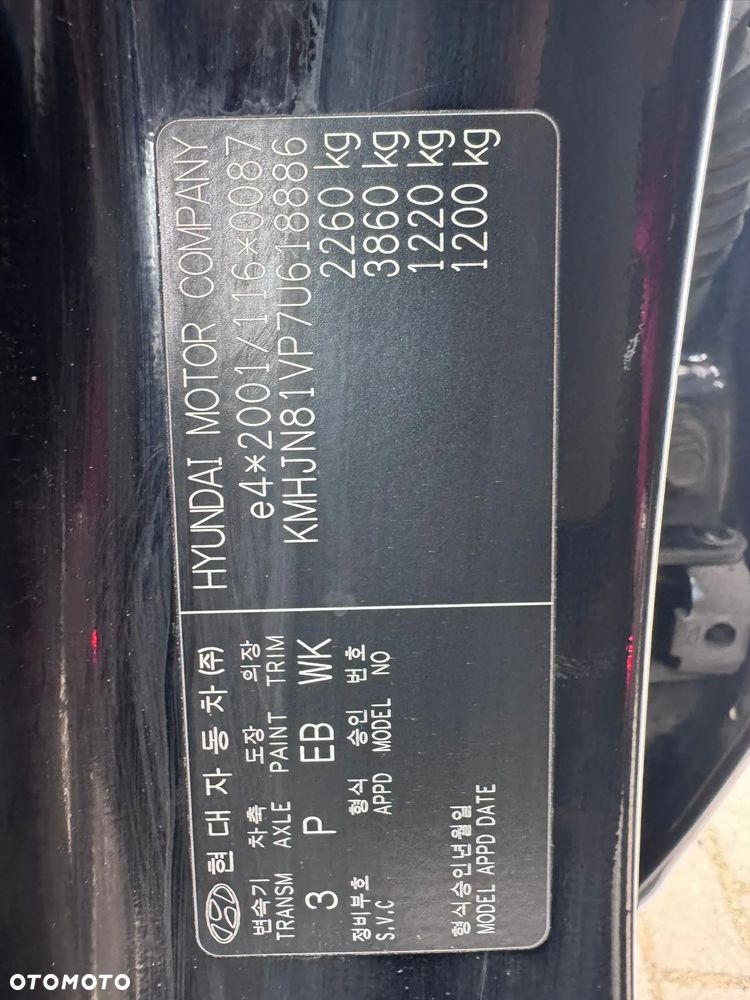 현대자동차(주)
변속기 차축 도장 의장
TRANSM AXLE PAINT TRIM
3 P EB WK
정비부호 형식 승인 번호
S.V.C APPD MODEL NO
형식승인년월일
MODEL APPD DATE
HYUNDAI MOTOR COMPANY
e4*2001/116*0087
KMHJN81VP7U618886
2260 kg
3860 kg
1220 kg
1200 kg
OTOMOTO